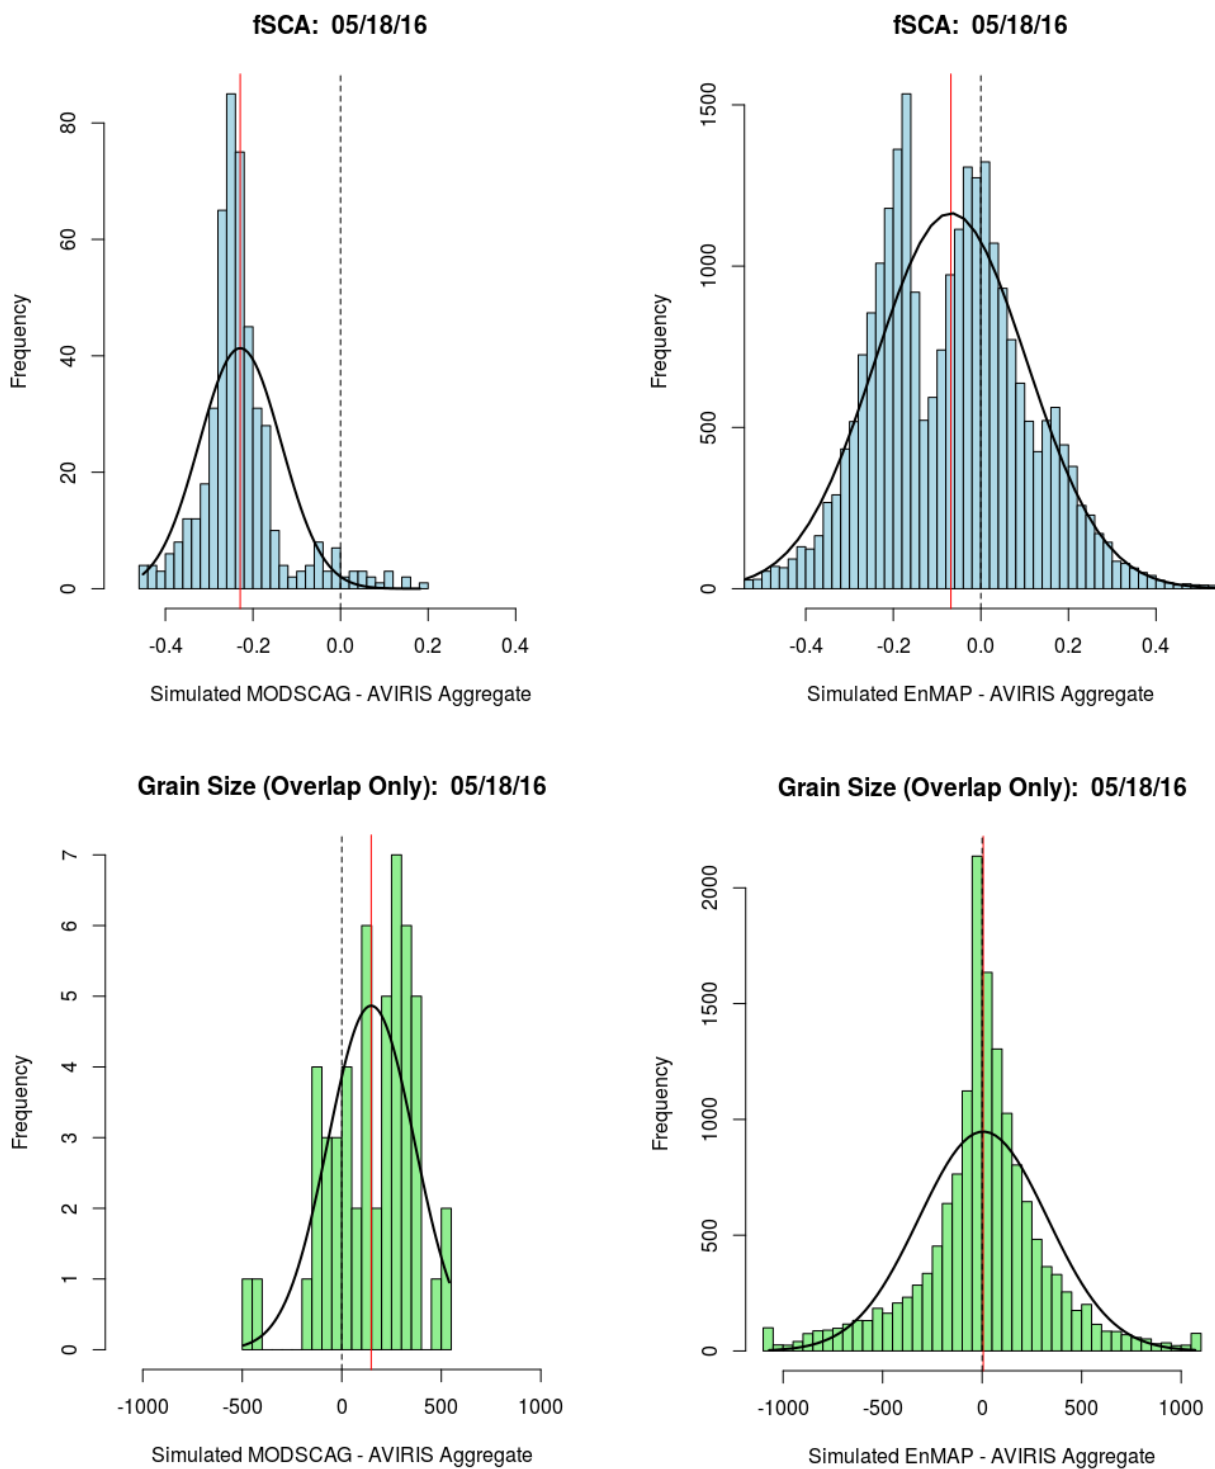 fSCA:  05/18/16
Frequency
0 20 40 60 80
-0.4 -0.2 0.0 0.2 0.4
Simulated MODSCAG - AVIRIS Aggregate
fSCA:  05/18/16
Frequency
0 500 1000 1500
-0.4 -0.2 0.0 0.2 0.4
Simulated EnMAP - AVIRIS Aggregate
Grain Size (Overlap Only):  05/18/16
Frequency
0 1 2 3 4 5 6 7
-1000 -500 0 500 1000
Simulated MODSCAG - AVIRIS Aggregate
Grain Size (Overlap Only):  05/18/16
Frequency
0 500 1000 1500 2000
-1000 -500 0 500 1000
Simulated EnMAP - AVIRIS Aggregate